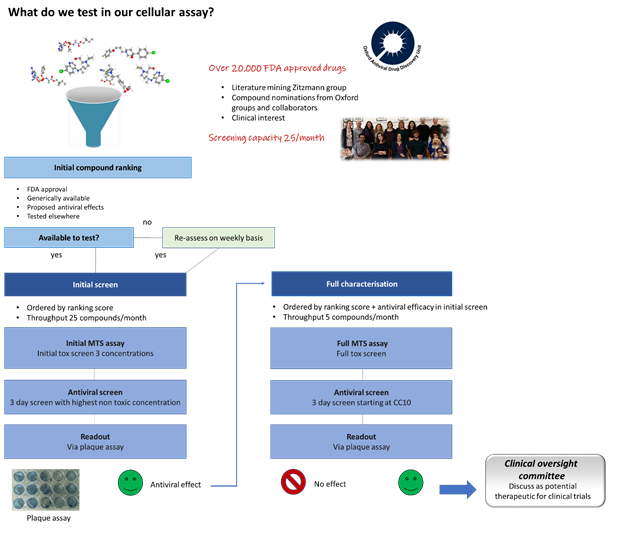 What do we test in our cellular assay?
Oxford Antiviral Drug Discovery Unit
Over 20,000 FDA approved drugs
• Literature mining Zitzmann group
• Compound nominations from Oxford
groups and collaborators
• Clinical interest
Screening capacity 25/month
Initial compound ranking
• FDA approval
• Generically available
• Proposed antiviral effects
• Tested elsewhere
no
Available to test?
Re-assess on weekly basis
yes
yes
Initial screen
• Ordered by ranking score
• Throughput 25 compounds/month
Initial MTS assay
Initial tox screen 3 concentrations
Antiviral screen
3 day screen with highest non toxic concentration
Readout
Via plaque assay
Plaque assay
Antiviral effect
Full characterisation
• Ordered by ranking score + antiviral efficacy in initial screen
• Throughput 5 compounds/month
Full MTS assay
Full tox screen
Antiviral screen
3 day screen starting at CC10
Readout
Via plaque assay
No effect
Clinical oversight
committee
Discuss as potential
therapeutic for clinical trials